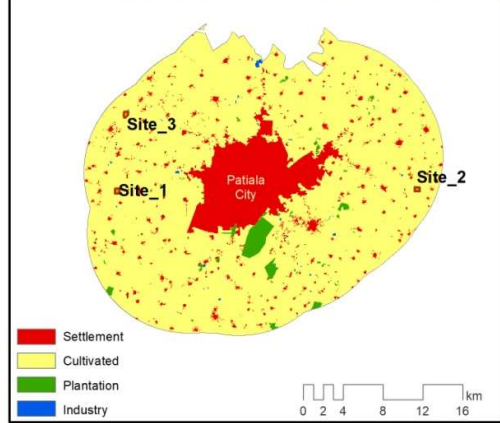 Site_3
Site_1
Site_2
Patiala
City
Settlement
Cultivated
Plantation
Industry
km
0 2 4 8 12 16